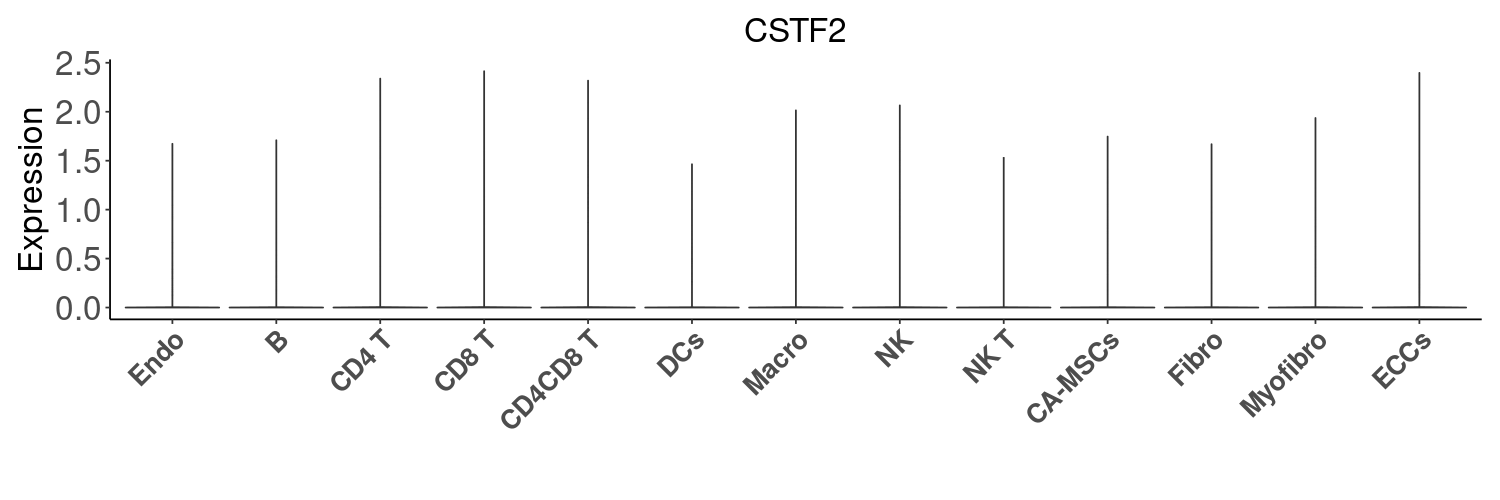 CSTF2
Expression
2.5
2.0
1.5
1.0
0.5
0.0
Endo
B
CD4 T
CD8 T
CD4CD8 T
DCs
Macro
NK
NK T
CA-MSCs
Fibro
Myofibro
ECCs